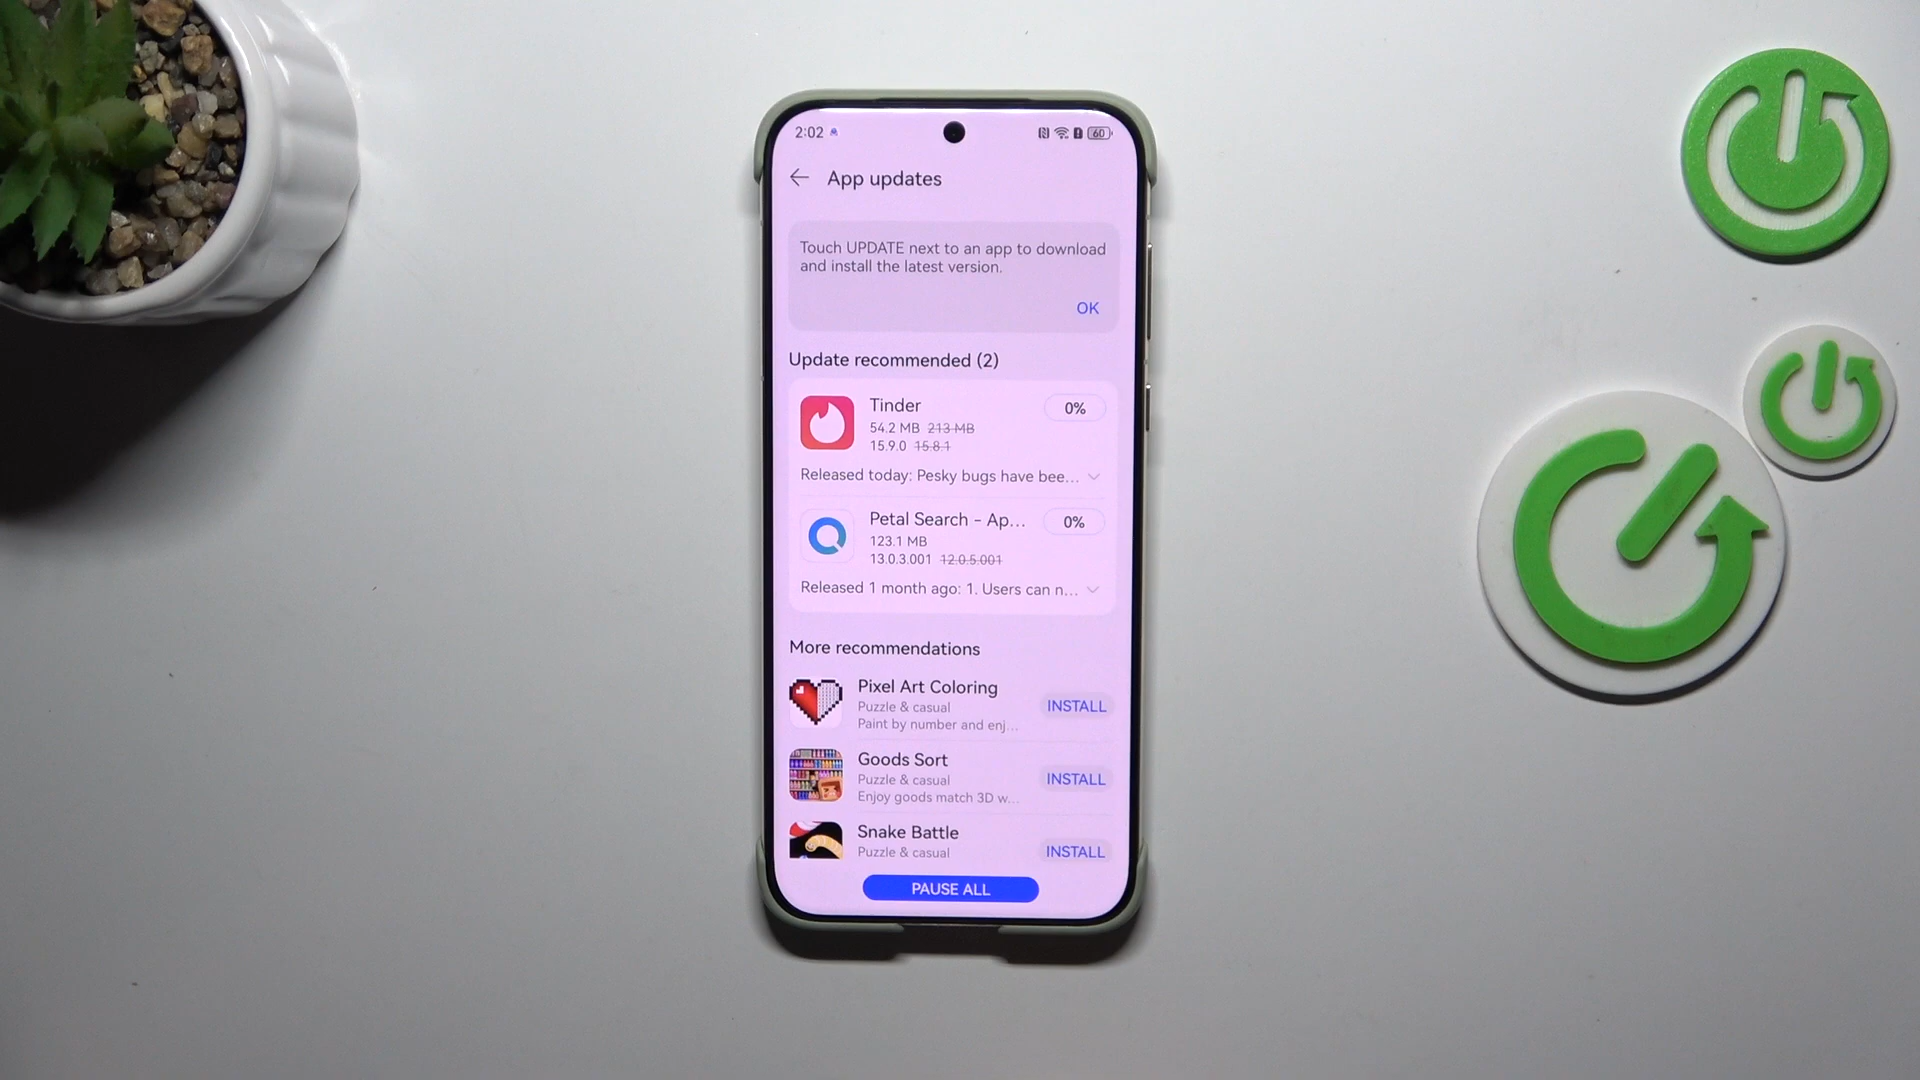 2:02
60
App updates
Touch UPDATE next to an app to download
and install the latest version.
OK
Update recommended (2)
Tinder
0%
54.2 MB 213 MB
15.9.0 15.8.1
Released today: Pesky bugs have bee...
Petal Search - Ap...
0%
123.1 MB
13.0.3.001 12.0.5.001
Released 1 month ago: 1. Users can n...
More recommendations
Pixel Art Coloring
Puzzle & casual
Paint by number and enj...
INSTALL
Goods Sort
Puzzle & casual
Enjoy goods match 3D w...
INSTALL
Snake Battle
Puzzle & casual
INSTALL
PAUSE ALL